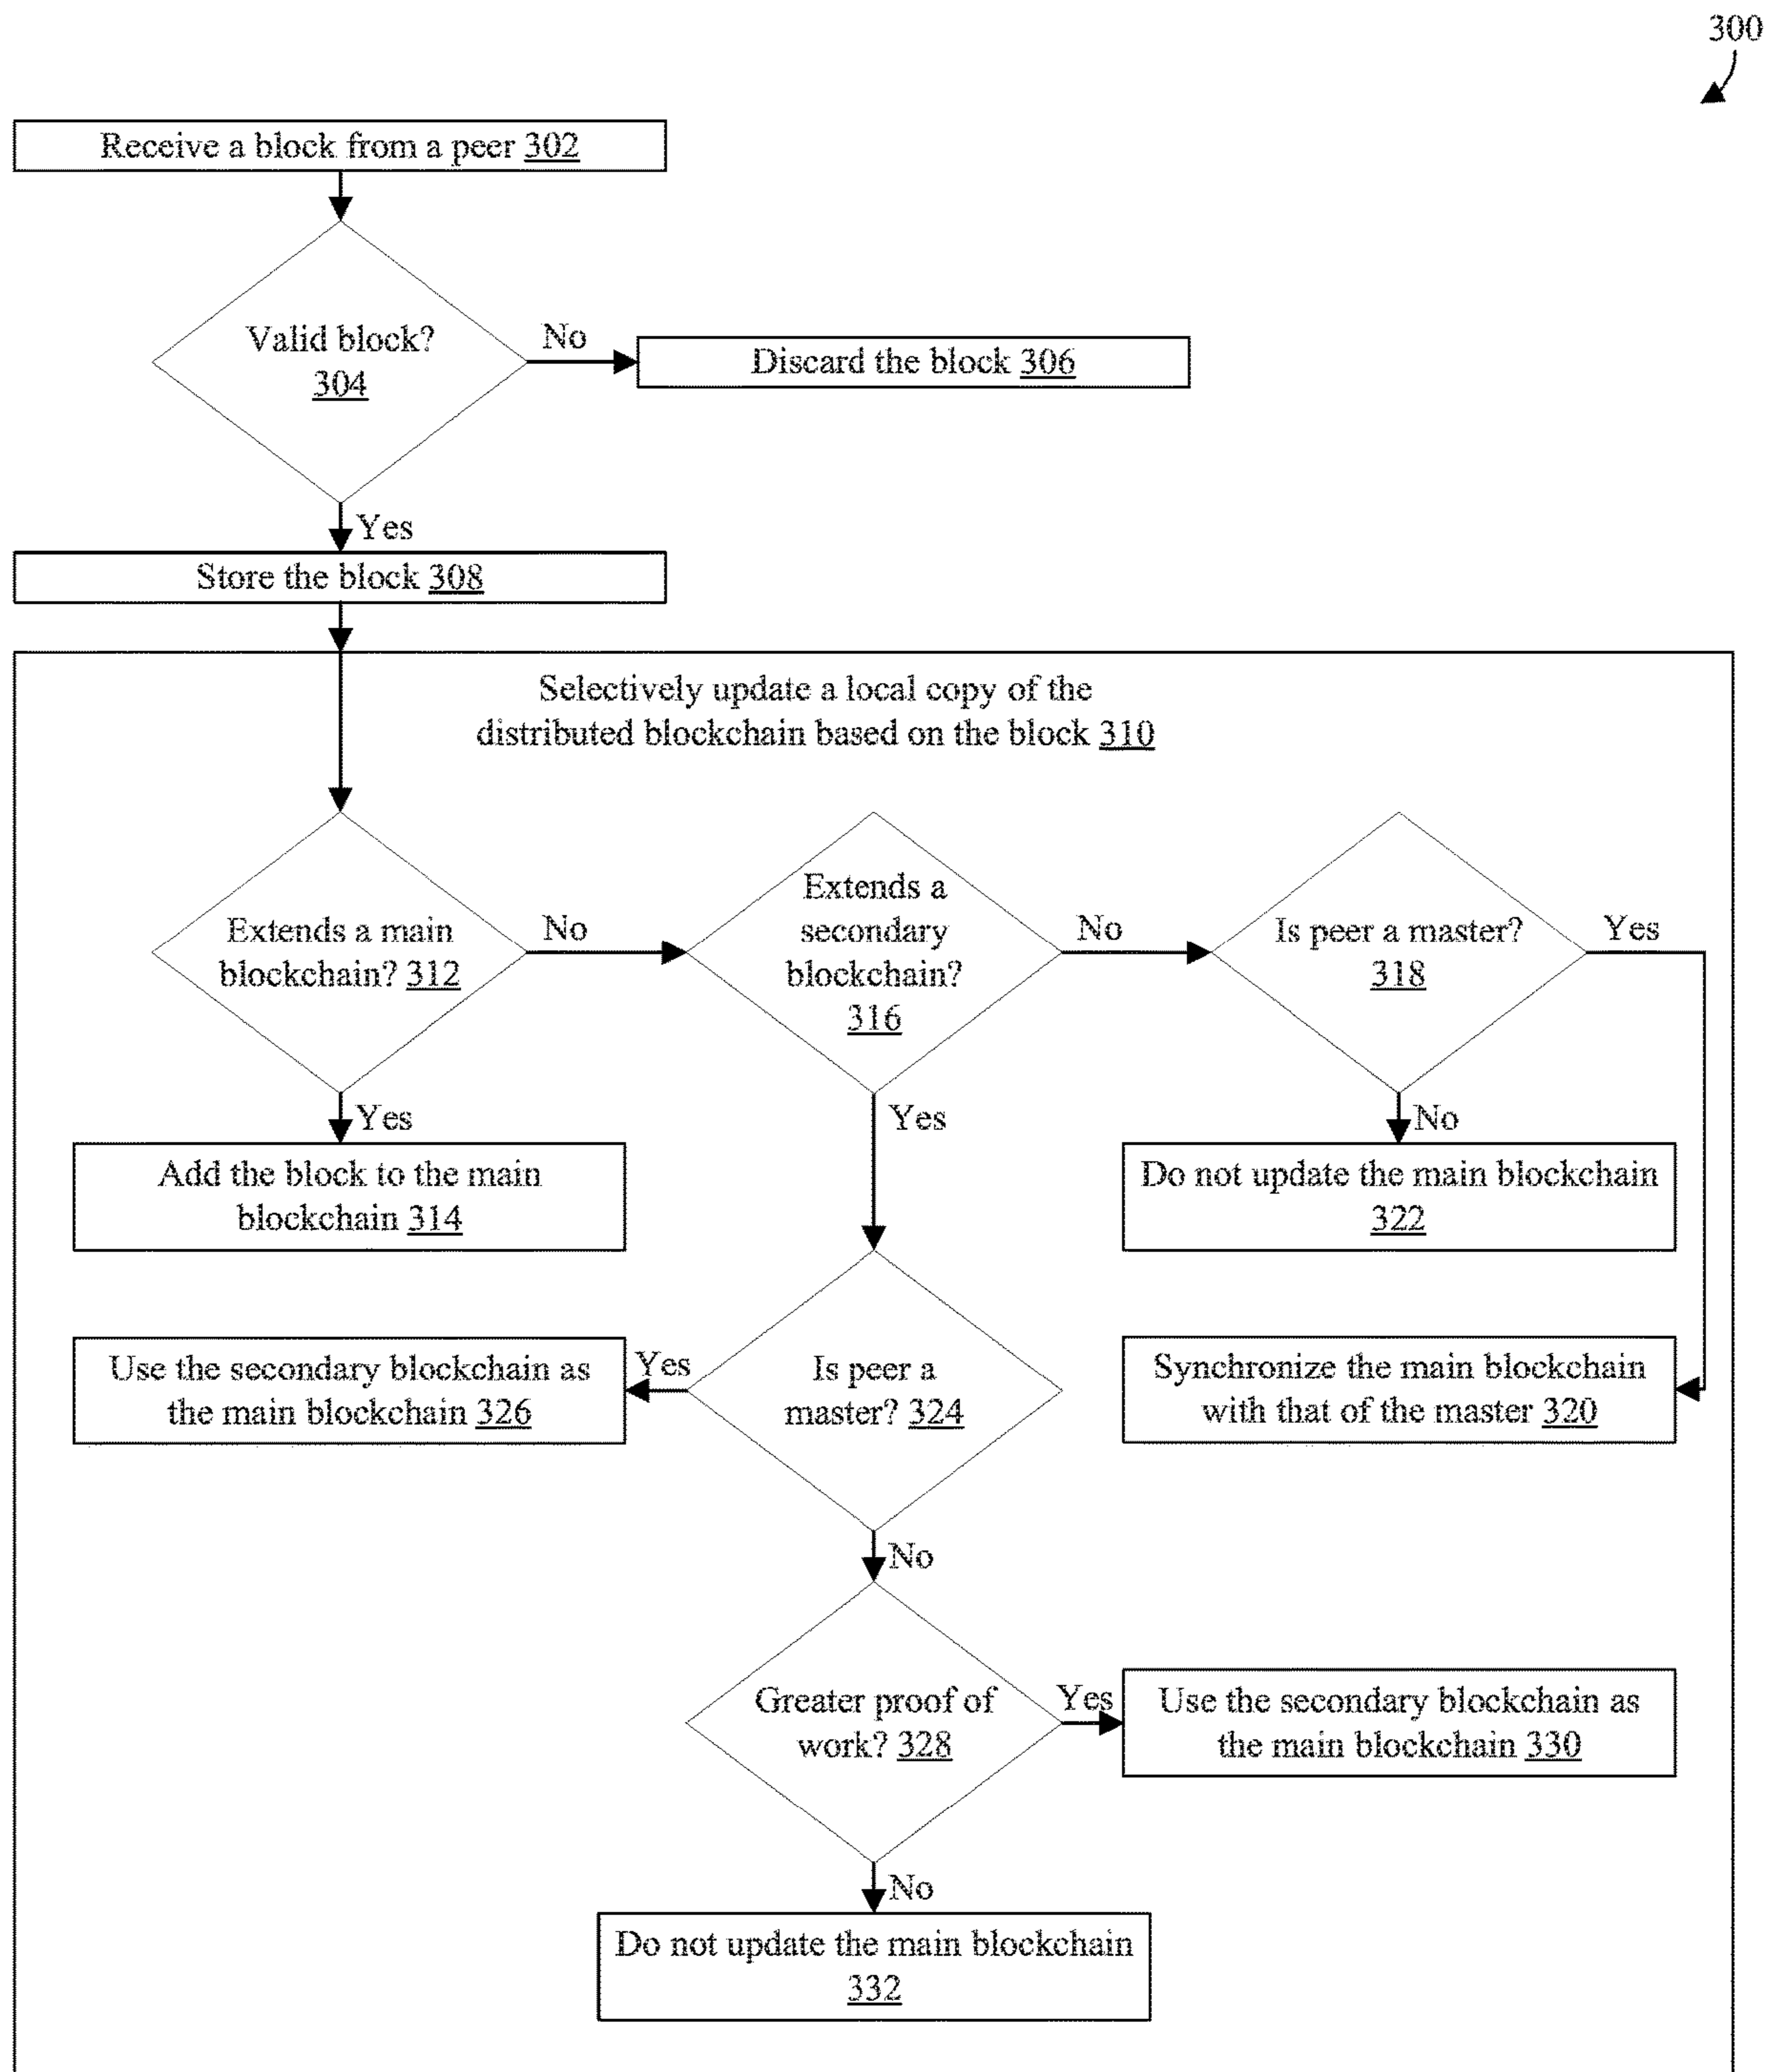 300
Receive a block from a peer 302
Valid block?
304
No
Discard the block 306
Yes
Store the block 308
Selectively update a local copy of the
distributed blockchain based on the block 310
Extends a main
blockchain? 312
No
Extends a
secondary
blockchain?
316
No
Is peer a master?
318
Yes
Yes
Add the block to the main
blockchain 314
Yes
No
Do not update the main blockchain
322
Use the secondary blockchain as
the main blockchain 326
Yes
Is peer a
master? 324
Synchronize the main blockchain
with that of the master 320
No
Greater proof of
work? 328
Yes
Use the secondary blockchain as
the main blockchain 330
No
Do not update the main blockchain
332